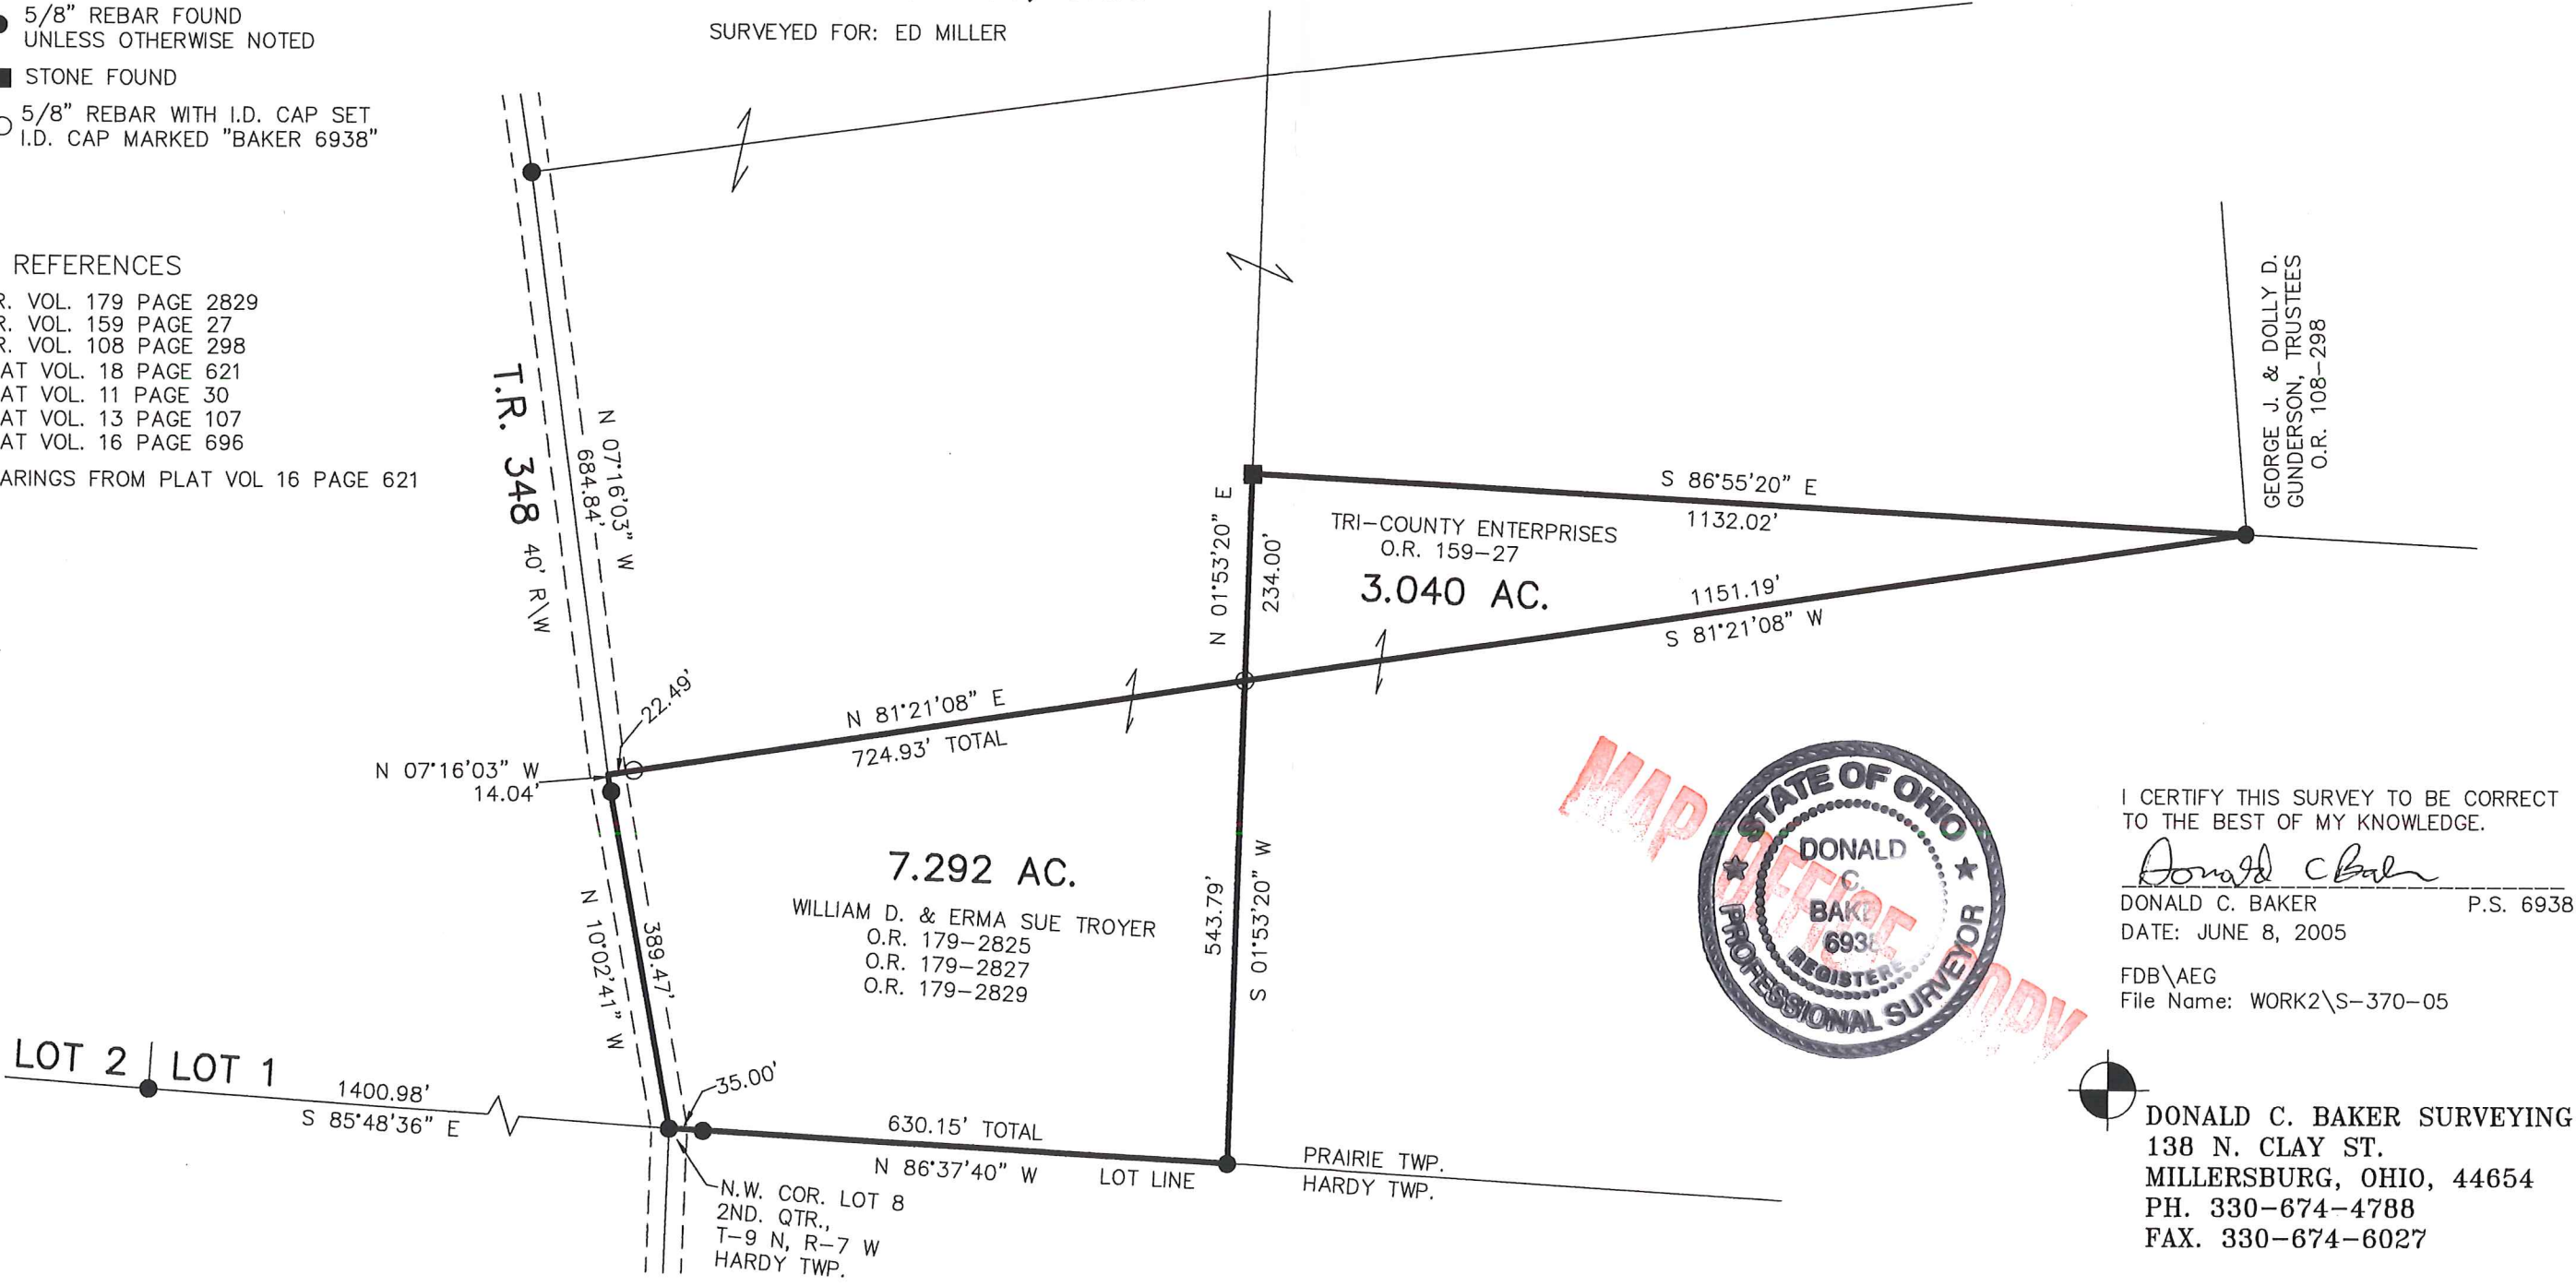 SURVEYED FOR: ED MILLER
5/8" REBAR FOUND
UNLESS OTHERWISE NOTED
STONE FOUND
5/8" REBAR WITH I.D. CAP SET
I.D. CAP MARKED "BAKER 6938"
REFERENCES
R. VOL. 179 PAGE 2829
R. VOL. 159 PAGE 27
R. VOL. 108 PAGE 298
AT VOL. 18 PAGE 621
AT VOL. 11 PAGE 30
AT VOL. 13 PAGE 107
AT VOL. 16 PAGE 696
ARINGS FROM PLAT VOL 16 PAGE 621
T.R. 348 40' R\W
N 07°16'03" W
684.84'
GEORGE J. & DOLLY D.
GUNDERSON, TRUSTEES
O.R. 108-298
S 86°55'20" E
1132.02'
TRI-COUNTY ENTERPRISES
O.R. 159-27
3.040 AC.
N 01°53'20" E
234.00'
1151.19'
S 81°21'08" W
22.49'
N 81°21'08" E
724.93' TOTAL
N 07°16'03" W
14.04'
7.292 AC.
WILLIAM D. & ERMA SUE TROYER
O.R. 179-2825
O.R. 179-2827
O.R. 179-2829
N 10°02'41" W
389.47'
543.79'
S 01°53'20" W
LOT 2 LOT 1
1400.98'
S 85°48'36" E
35.00'
630.15' TOTAL
N 86°37'40" W LOT LINE
PRAIRIE TWP.
HARDY TWP.
N.W. COR. LOT 8
2ND. QTR.,
T-9 N, R-7 W
HARDY TWP.
MAP OFFICE COPY
STATE OF OHIO
DONALD
C.
BAKE
693
REGISTERE
PROFESSIONAL SURVEYOR
I CERTIFY THIS SURVEY TO BE CORRECT
TO THE BEST OF MY KNOWLEDGE.
Donald C Bak
DONALD C. BAKER P.S. 6938
DATE: JUNE 8, 2005
FDB\AEG
File Name: WORK2\S-370-05
DONALD C. BAKER SURVEYING
138 N. CLAY ST.
MILLERSBURG, OHIO, 44654
PH. 330-674-4788
FAX. 330-674-6027